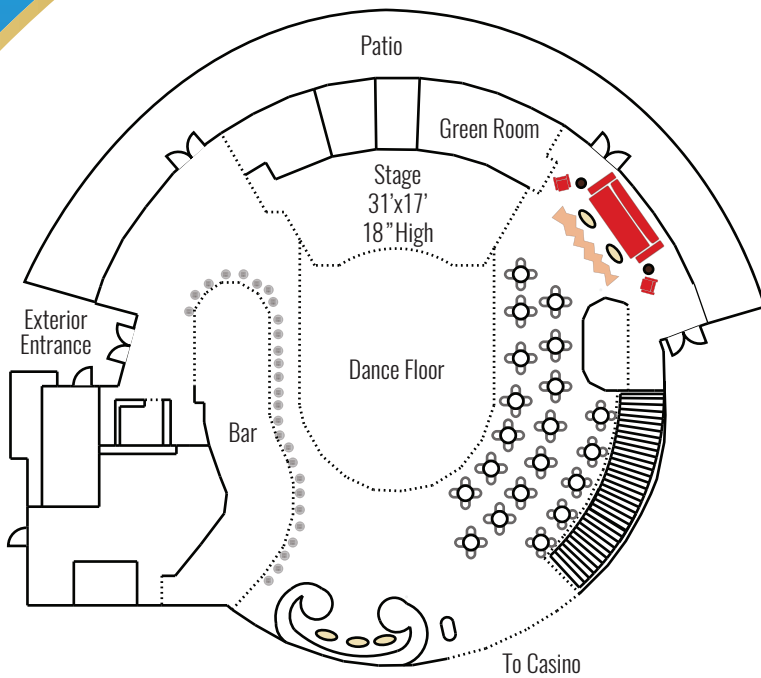 Patio
Green Room
Stage
31'x17'
18" High
Exterior
Entrance
Dance Floor
Bar
To Casino